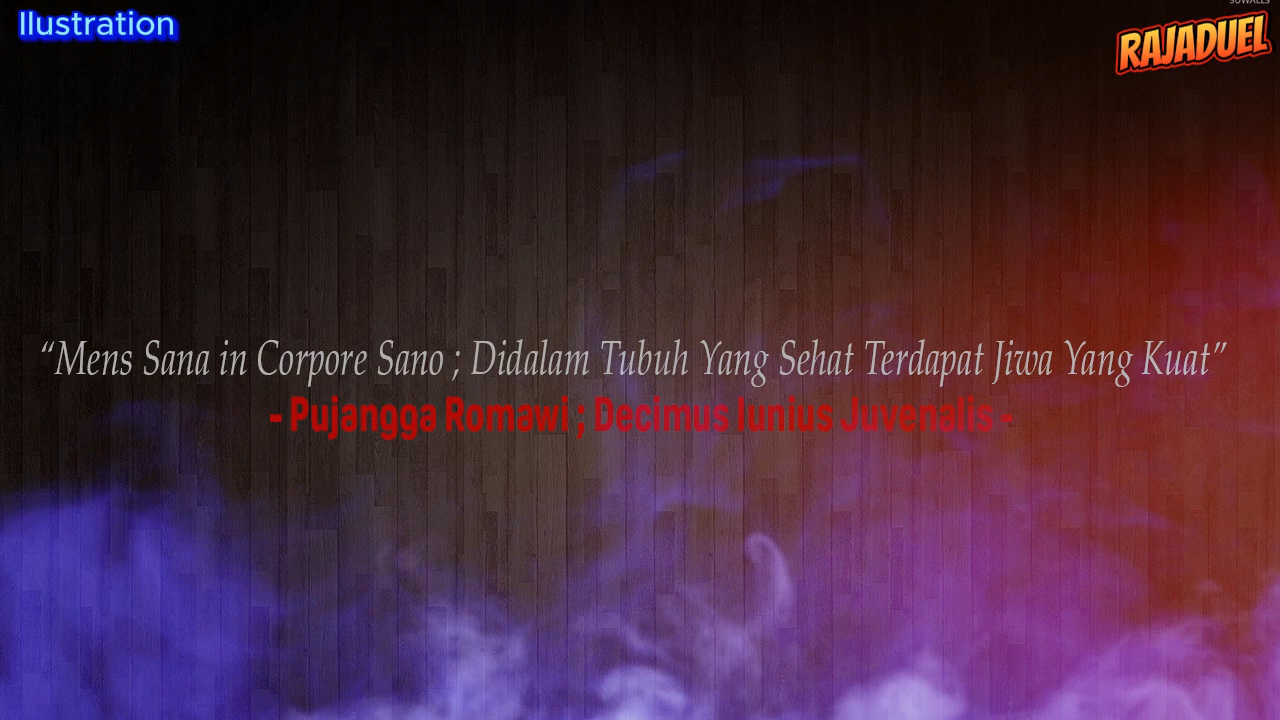 Ilustration
RAJADUEL
“Mens Sana in Corpore Sano ; Didalam Tubuh Yang Sehat Terdapat Jiwa Yang Kuat”
- Pujangga Romawi ; Decimus Iunius Juvenalis -